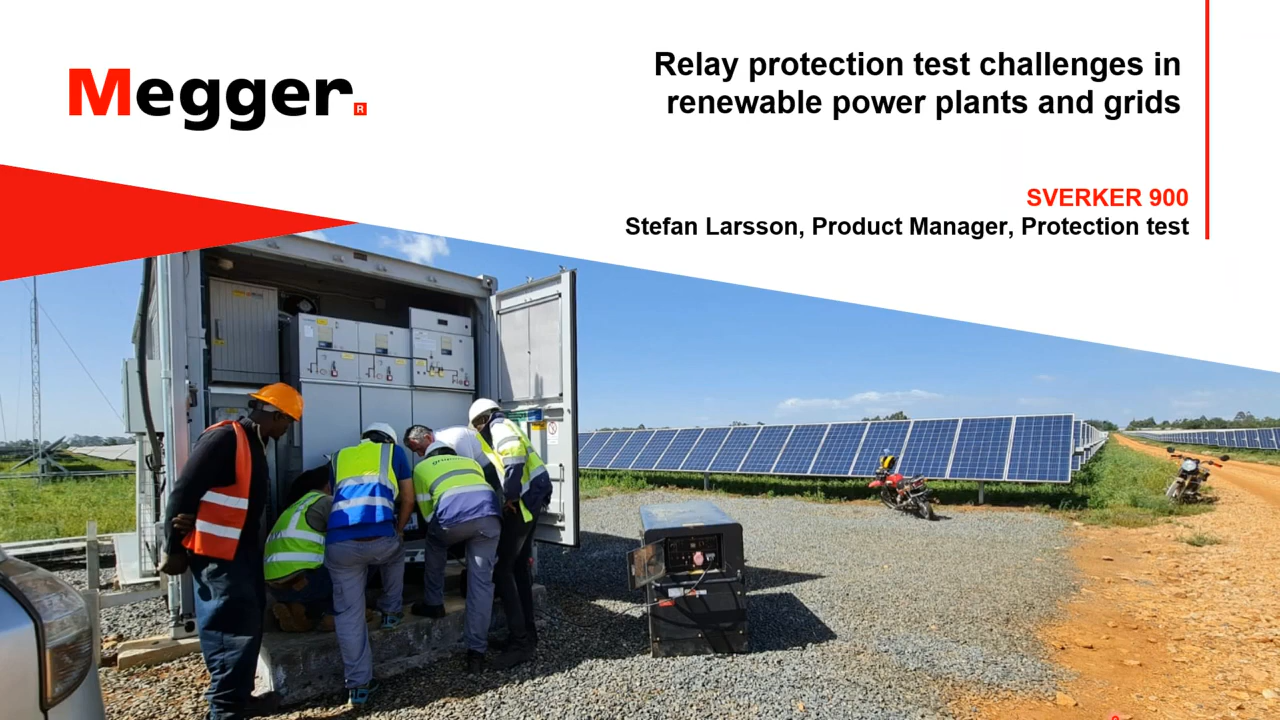 Megger
Relay protection test challenges in
renewable power plants and grids
SVERKER 900
Stefan Larsson, Product Manager, Protection test